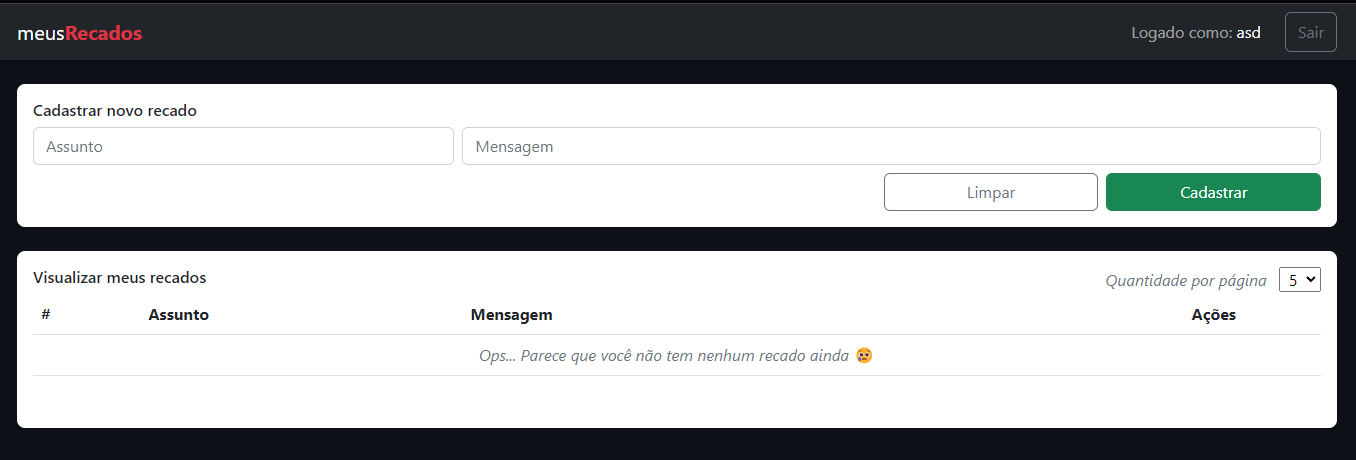 meusRecados
Logado como: asd
Sair
Cadastrar novo recado
Assunto
Mensagem
Limpar
Cadastrar
Visualizar meus recados
Quantidade por página
5
# Assunto Mensagem Ações
Ops... Parece que você não tem nenhum recado ainda 😢